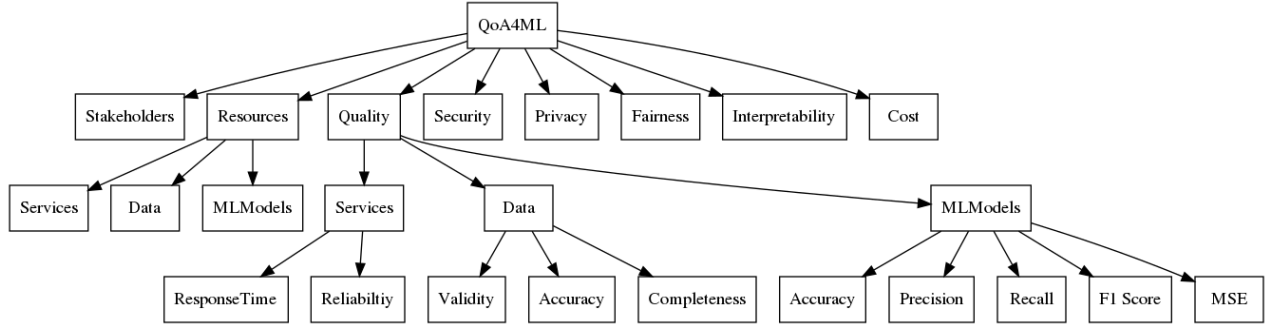 QoA4ML
Stakeholders
Resources
Quality
Security
Privacy
Fairness
Interpretability
Cost
Services
Data
MLModels
Services
Data
MLModels
ResponseTime
Reliabiltiy
Validity
Accuracy
Completeness
Accuracy
Precision
Recall
F1 Score
MSE